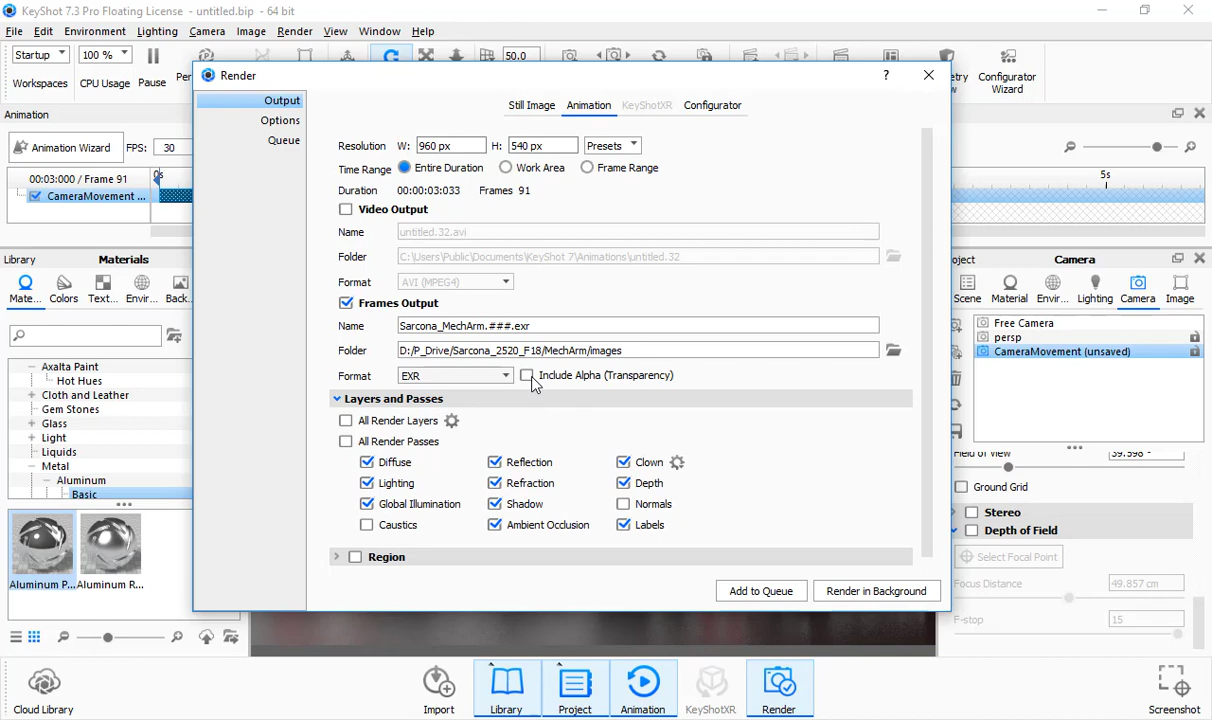 KeyShot 7.3 Pro Floating License - untitled.bip - 64 bit
File Edit Environment Lighting Camera Image Render View Window Help
Startup 100 % 50.0
Workspaces CPU Usage Pause Configurator Wizard
Render
Output
Options
Queue
Still Image Animation KeyShotXR Configurator
Animation
Animation Wizard FPS: 30
00:03:000 / Frame 91 0s 5s
CameraMovement ...
Resolution W: 960 px H: 540 px Presets
Time Range Entire Duration Work Area Frame Range
Duration 00:00:03:033 Frames 91
Video Output
Name untitled.32.avi
Folder C:\Users\Public\Documents\KeyShot 7\Animations\untitled.32
Format AVI (MPEG4)
Frames Output
Name Sarcona_MechArm.###.exr
Folder D:/P_Drive/Sarcona_2520_F18/MechArm/images
Format EXR Include Alpha (Transparency)
Layers and Passes
All Render Layers
All Render Passes
Diffuse Reflection Clown
Lighting Refraction Depth
Global Illumination Shadow Normals
Caustics Ambient Occlusion Labels
Region
Add to Queue Render in Background
Library Materials
Mate... Colors Text... Envir... Back...
Axalta Paint
Hot Hues
Cloth and Leather
Gem Stones
Glass
Light
Liquids
Metal
Aluminum
Basic
Aluminum P... Aluminum R...
Camera
Scene Material Envir... Lighting Camera Image
Free Camera
persp
CameraMovement (unsaved)
Field of View 39.598 °
Ground Grid
Stereo
Depth of Field
Select Focal Point
Focus Distance 49.857 cm
F-stop 15
Cloud Library Import Library Project Animation KeyShotXR Render Screenshot